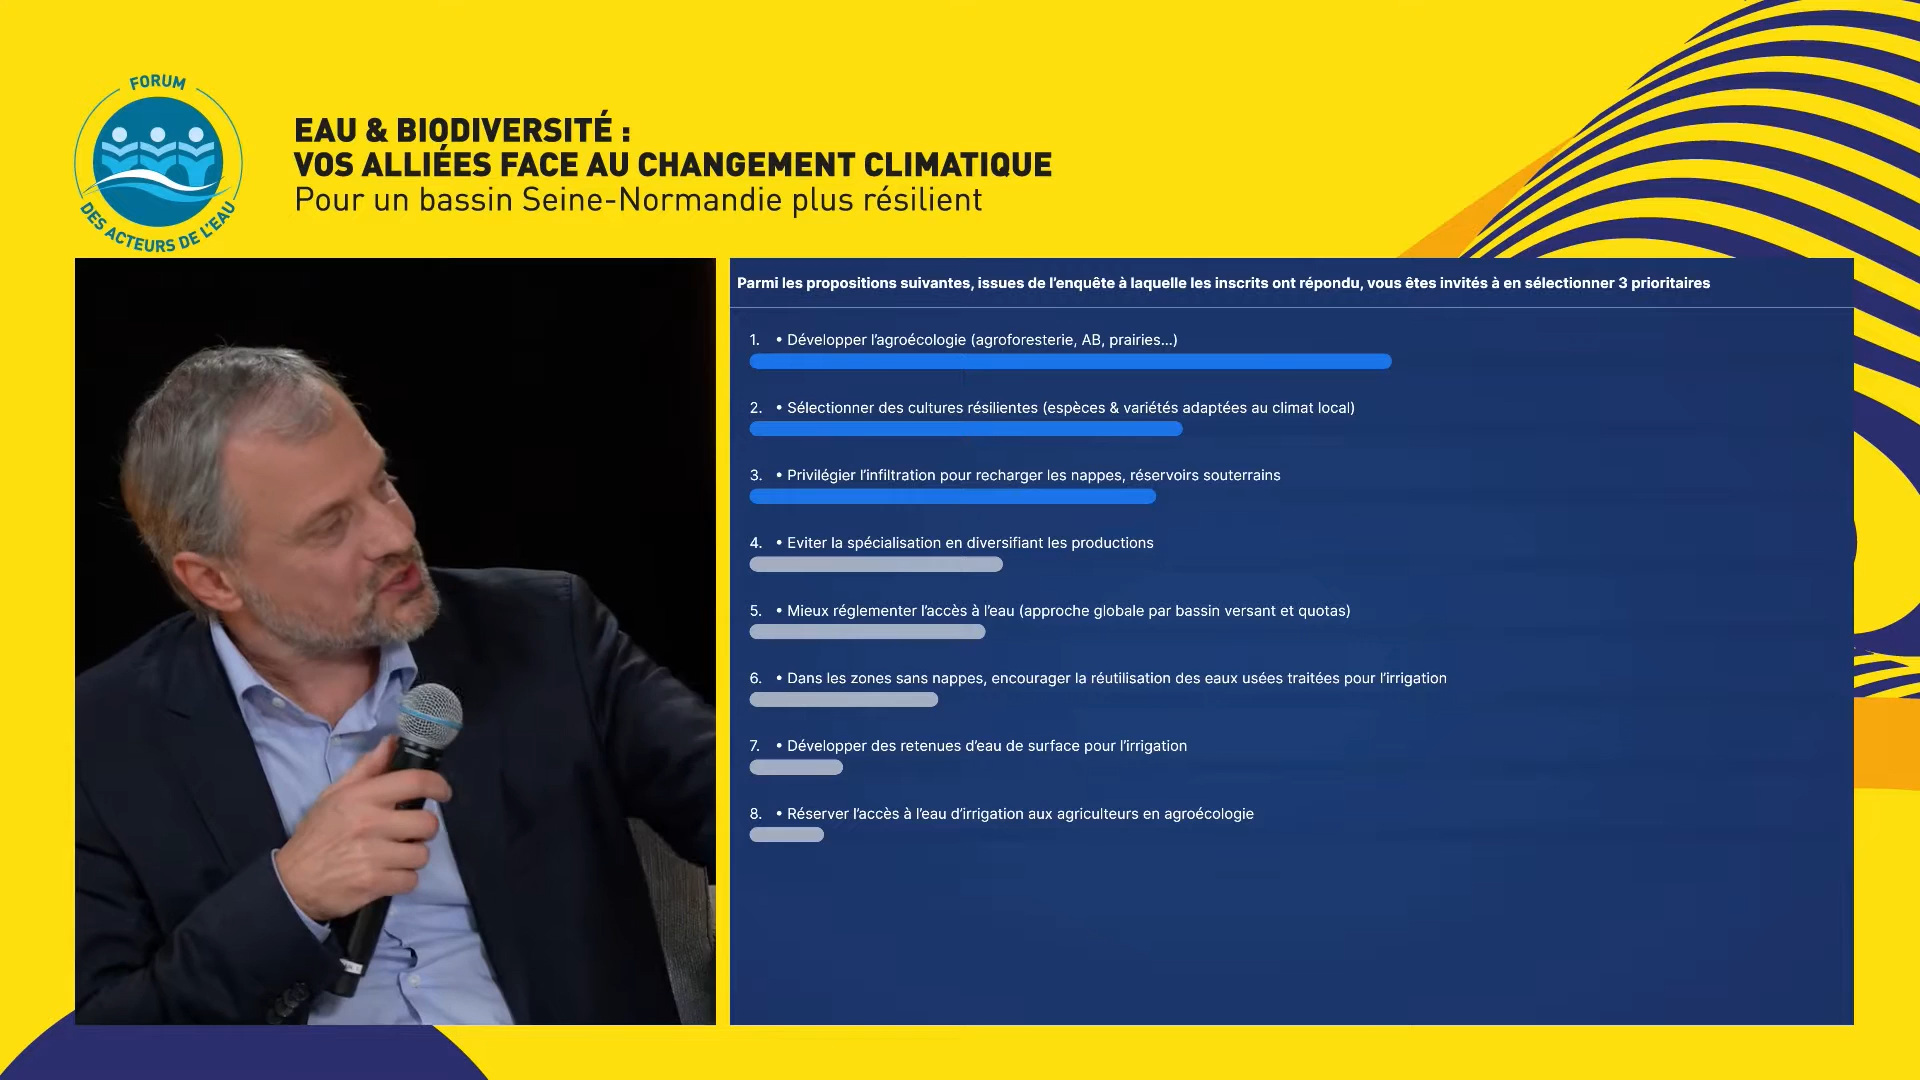 FORUM
DES ACTEURS DE L'EAU
EAU & BIODIVERSITÉ :
VOS ALLIÉES FACE AU CHANGEMENT CLIMATIQUE
Pour un bassin Seine-Normandie plus résilient
Parmi les propositions suivantes, issues de l'enquête à laquelle les inscrits ont répondu, vous êtes invités à en sélectionner 3 prioritaires
1. • Développer l'agroécologie (agroforesterie, AB, prairies...)
2. • Sélectionner des cultures résilientes (espèces & variétés adaptées au climat local)
3. • Privilégier l'infiltration pour recharger les nappes, réservoirs souterrains
4. • Eviter la spécialisation en diversifiant les productions
5. • Mieux réglementer l'accès à l'eau (approche globale par bassin versant et quotas)
6. • Dans les zones sans nappes, encourager la réutilisation des eaux usées traitées pour l'irrigation
7. • Développer des retenues d'eau de surface pour l'irrigation
8. • Réserver l'accès à l'eau d'irrigation aux agriculteurs en agroécologie